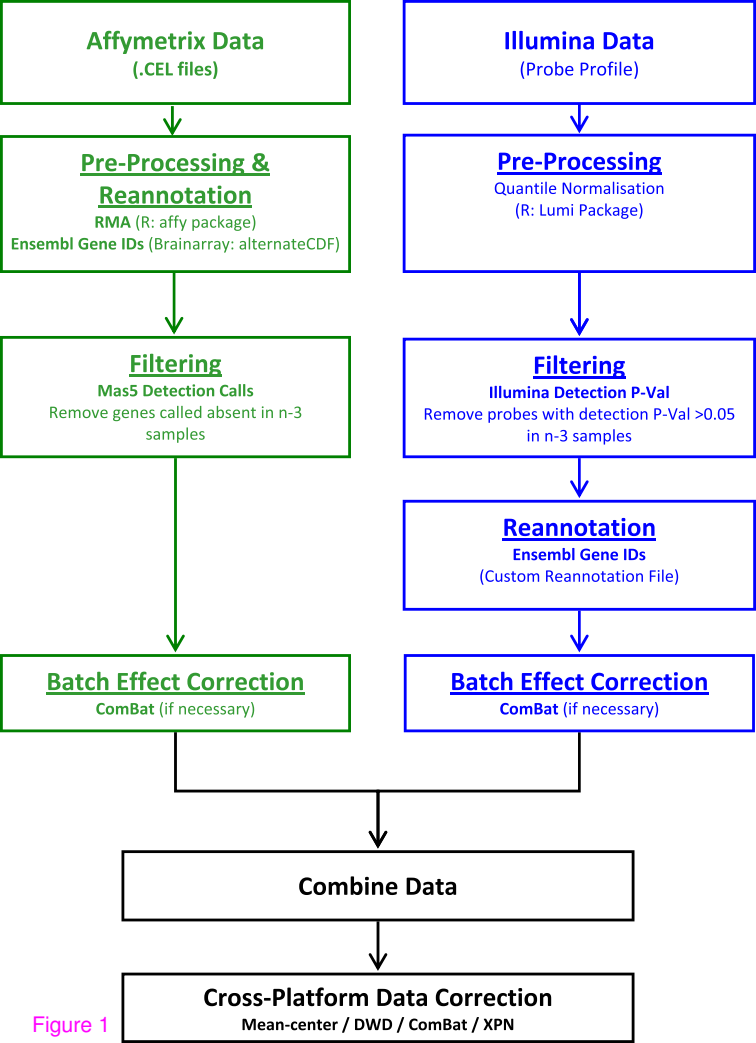 Affymetrix Data
(.CEL files)
Pre-Processing &
Reannotation
RMA (R: affy package)
Ensembl Gene IDs (Brainarray: alternateCDF)
Filtering
Mas5 Detection Calls
Remove genes called absent in n-3
samples
Batch Effect Correction
ComBat (if necessary)
Illumina Data
(Probe Profile)
Pre-Processing
Quantile Normalisation
(R: Lumi Package)
Filtering
Illumina Detection P-Val
Remove probes with detection P-Val >0.05
in n-3 samples
Reannotation
Ensembl Gene IDs
(Custom Reannotation File)
Batch Effect Correction
ComBat (if necessary)
Combine Data
Cross-Platform Data Correction
Mean-center / DWD / ComBat / XPN
Figure 1